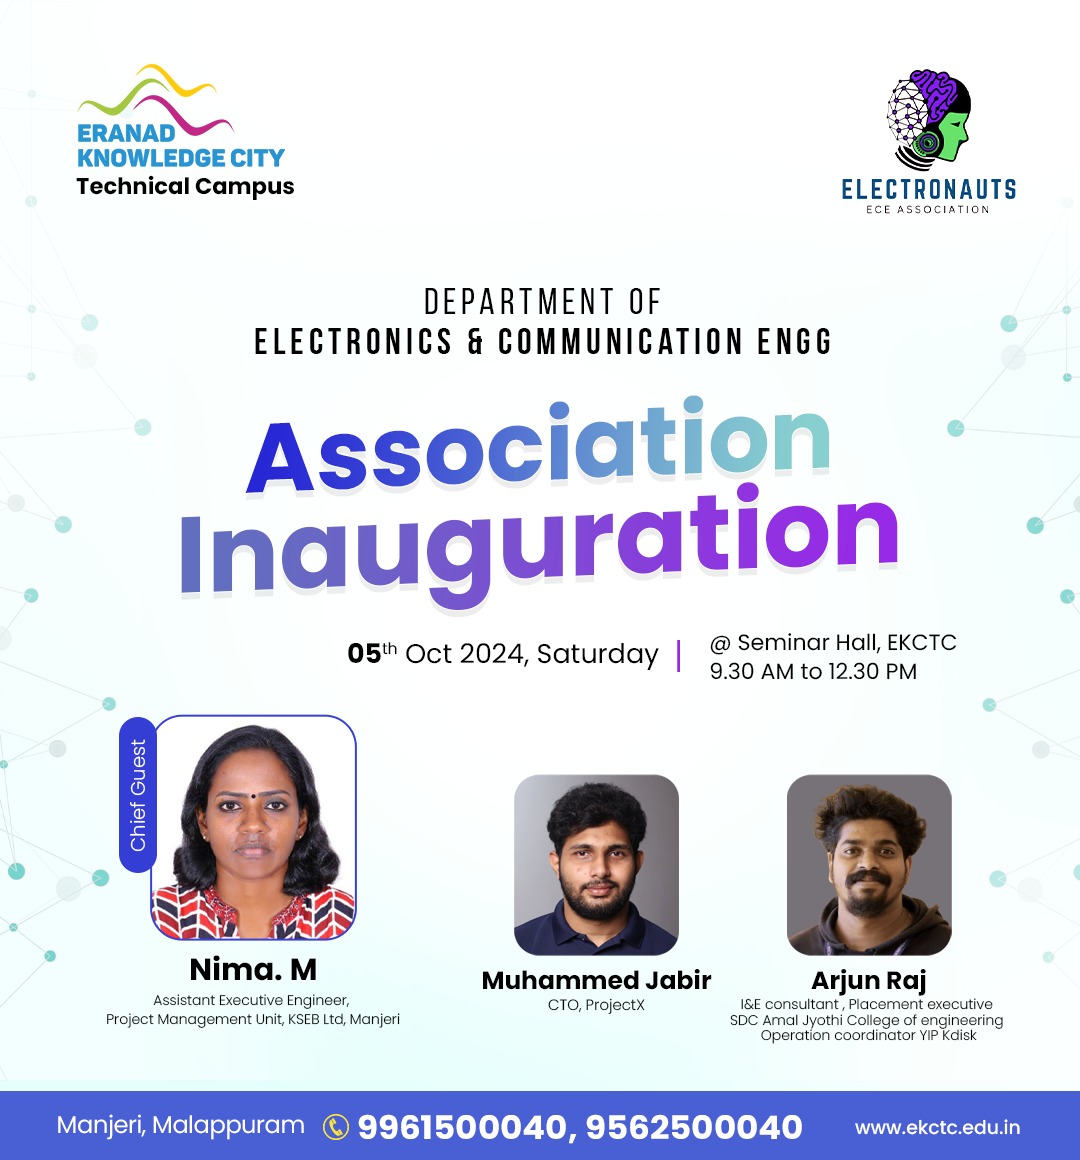 ERANAD
KNOWLEDGE CITY
Technical Campus
ELECTRONAUTS
ECE ASSOCIATION
DEPARTMENT OF
ELECTRONICS & COMMUNICATION ENGG
Association
Inauguration
05th Oct 2024, Saturday
@ Seminar Hall, EKCTC
9.30 AM to 12.30 PM
Chief Guest
Nima. M
Assistant Executive Engineer,
Project Management Unit, KSEB Ltd, Manjeri
Muhammed Jabir
CTO, ProjectX
Arjun Raj
I&E consultant , Placement executive
SDC Amal Jyothi College of engineering
Operation coordinator YIP Kdisk
Manjeri, Malappuram
9961500040, 9562500040
www.ekctc.edu.in